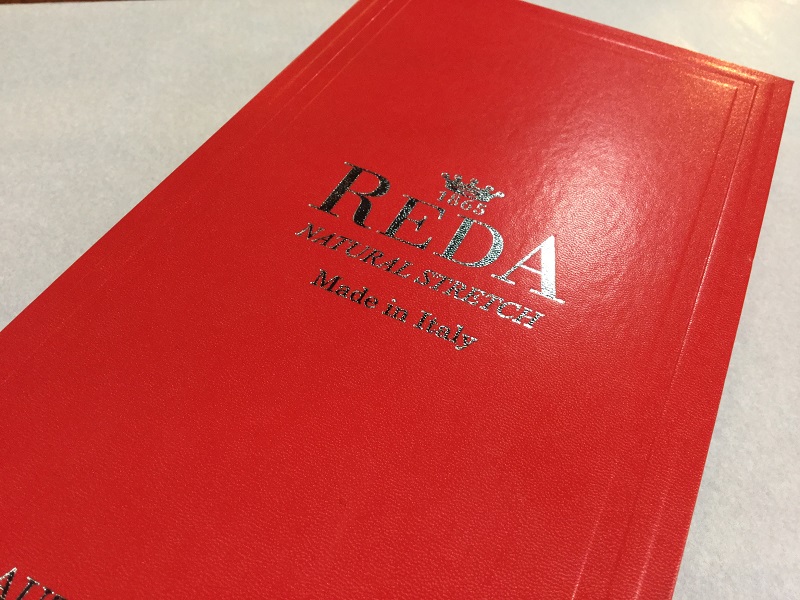 1865
REDA
NATURAL STRETCH
Made in Italy